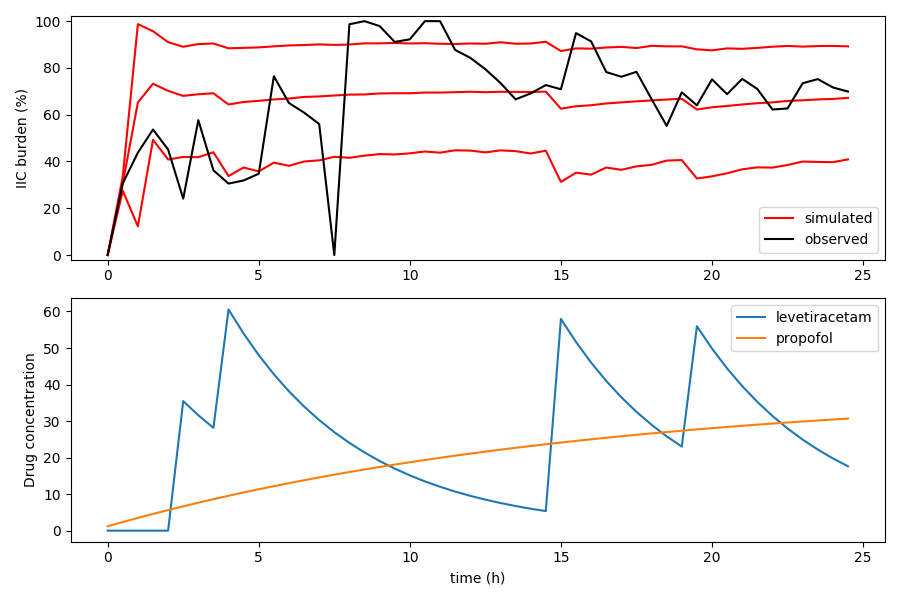 100
80
60
40
20
0
IIC burden (%)
simulated
observed
0 5 10 15 20 25
60
50
40
30
20
10
0
Drug concentration
levetiracetam
propofol
0 5 10 15 20 25
time (h)